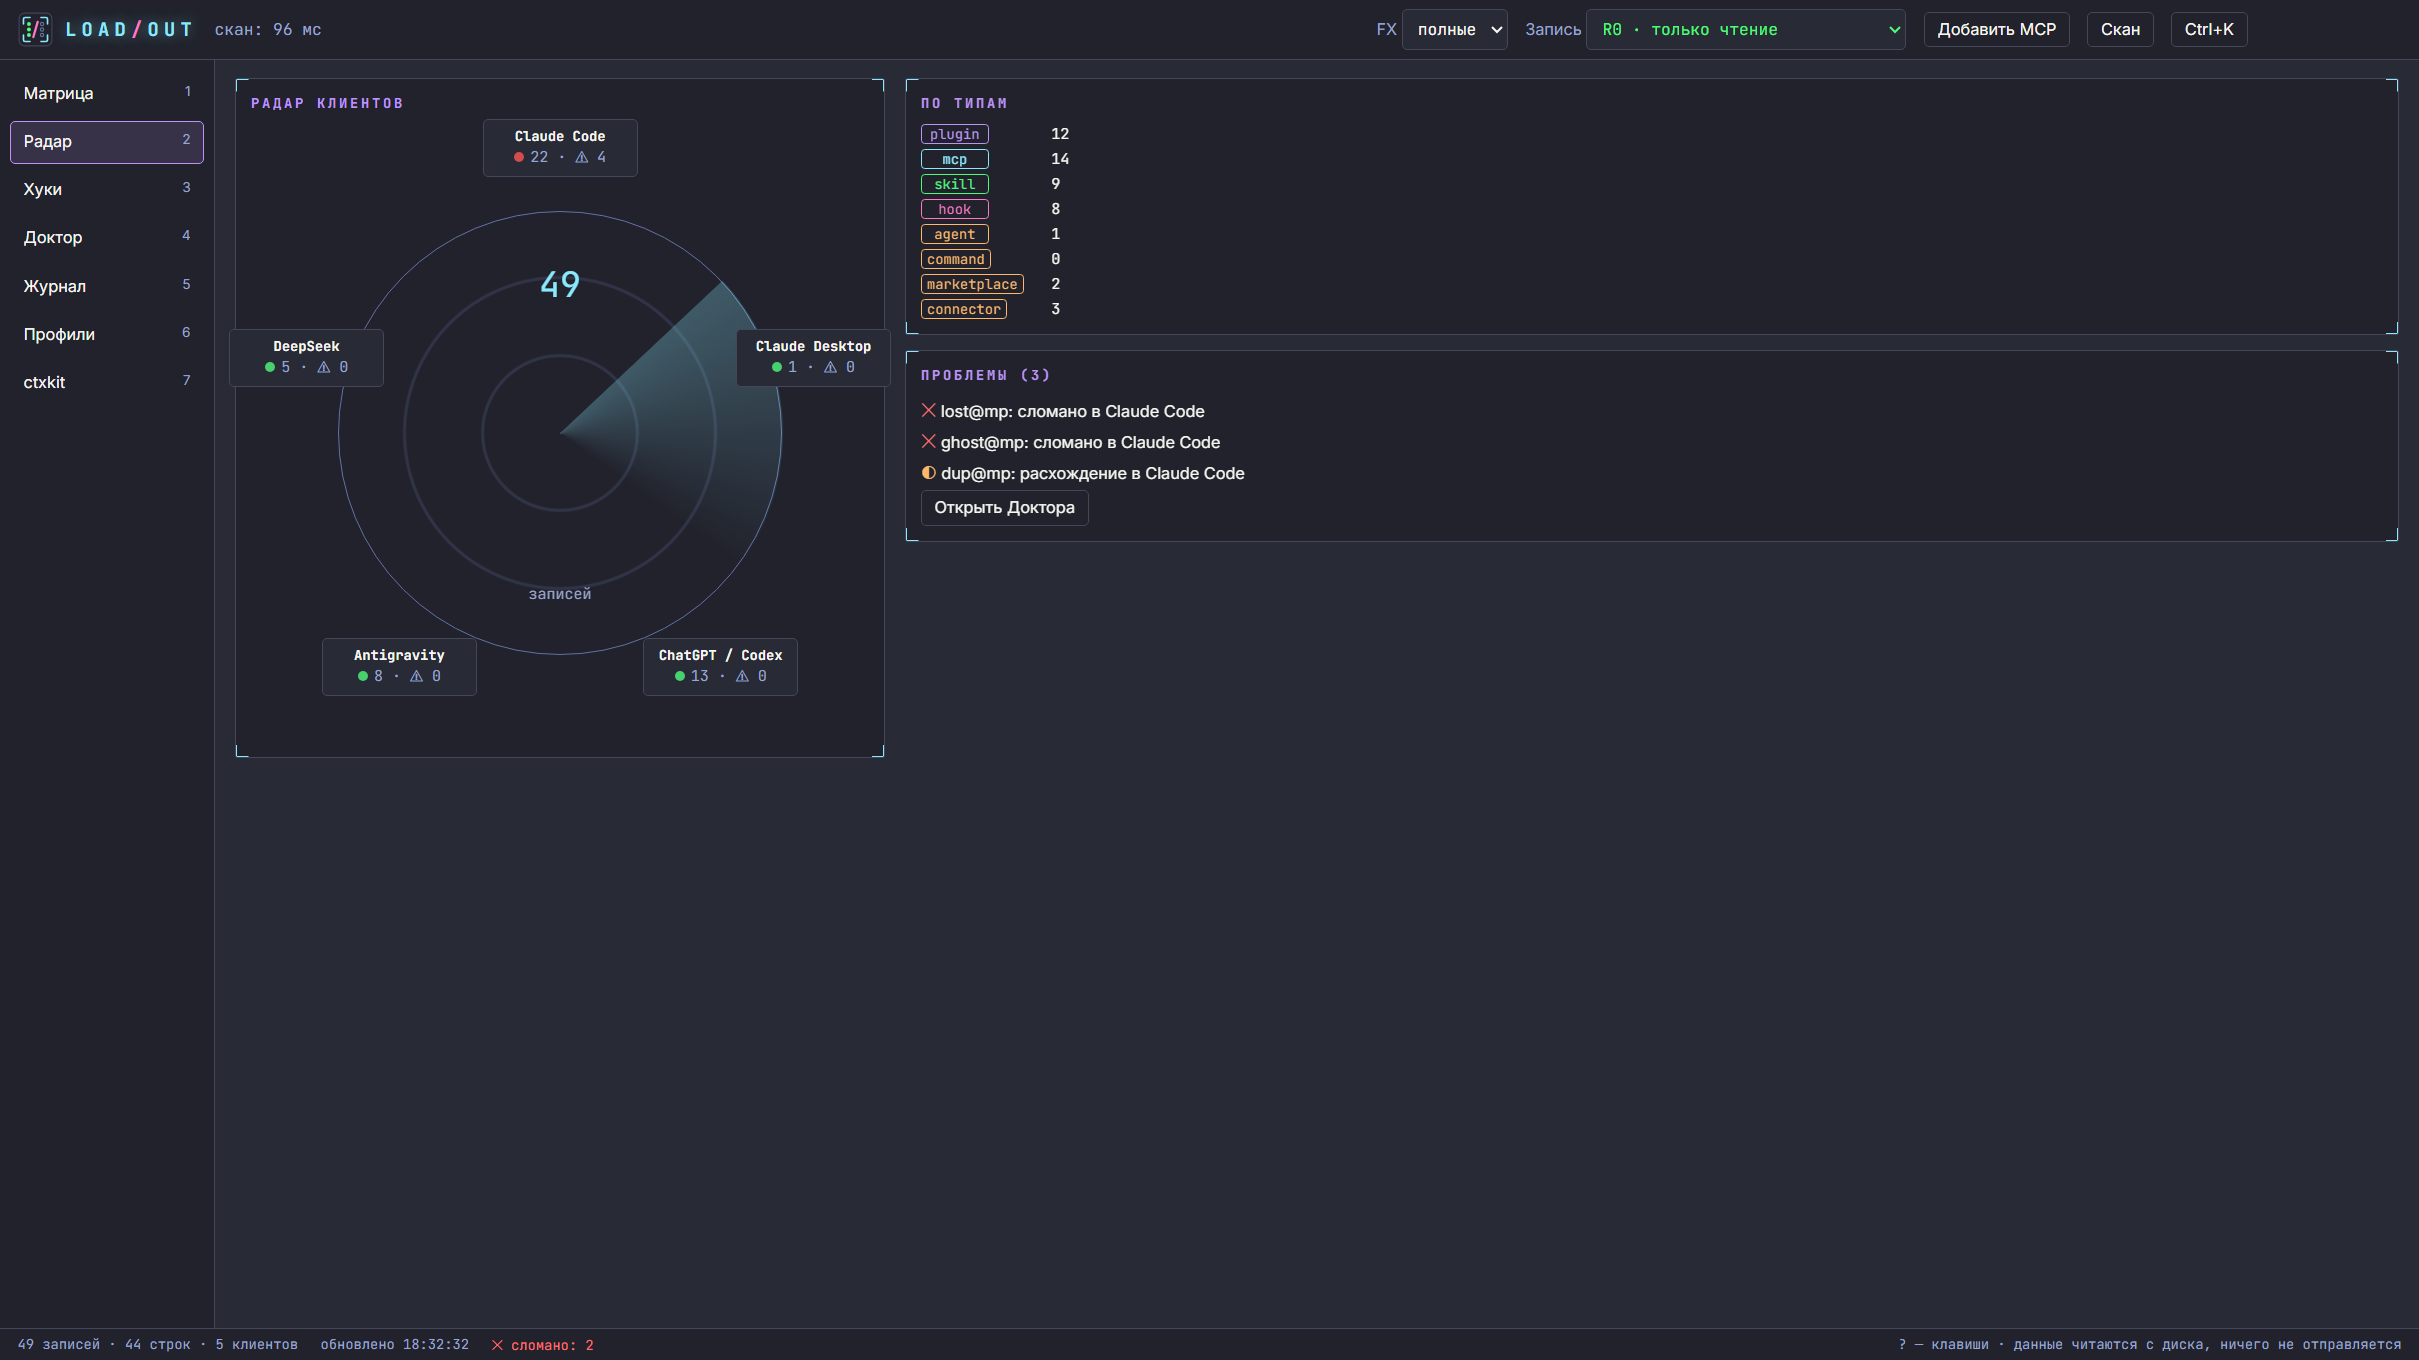 LOAD/OUT скан: 96 мс FX полные Запись R0 · только чтение Добавить MCP Скан Ctrl+K
Матрица 1
Радар 2
Хуки 3
Доктор 4
Журнал 5
Профили 6
ctxkit 7
РАДАР КЛИЕНТОВ
Claude Code
22 · ⚠ 4
49
DeepSeek
5 · ⚠ 0
Claude Desktop
1 · ⚠ 0
записей
Antigravity
8 · ⚠ 0
ChatGPT / Codex
13 · ⚠ 0
ПО ТИПАМ
plugin 12
mcp 14
skill 9
hook 8
agent 1
command 0
marketplace 2
connector 3
ПРОБЛЕМЫ (3)
lost@mp: сломано в Claude Code
ghost@mp: сломано в Claude Code
dup@mp: расхождение в Claude Code
Открыть Доктора
49 записей · 44 строк · 5 клиентов обновлено 18:32:32 сломано: 2 ? — клавиши · данные читаются с диска, ничего не отправляется